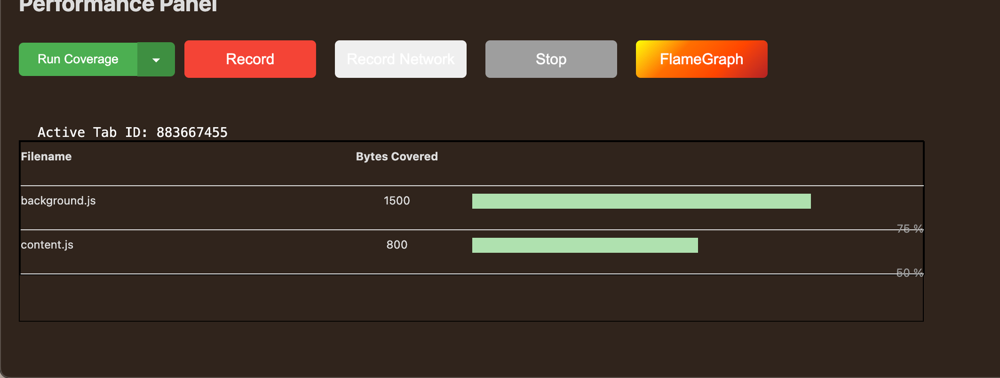 Performance Panel
Run Coverage Record Record Network Stop FlameGraph
Active Tab ID: 883667455
Filename Bytes Covered
background.js 1500
75 %
content.js 800
50 %